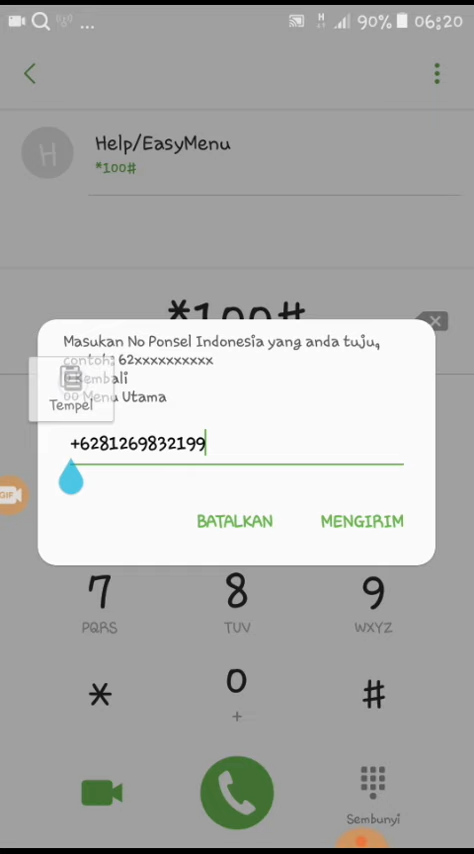 ... H 90% 06:20
H Help/EasyMenu
*100#
*100#
Masukan No Ponsel Indonesia yang anda tuju,
contoh: 62xxxxxxxxxx
Kembali
00 Menu Utama
Tempel
+6281269832199
GIF
BATALKAN MENGIRIM
7 8 9
PQRS TUV WXYZ
* 0 #
+
Sembunyi